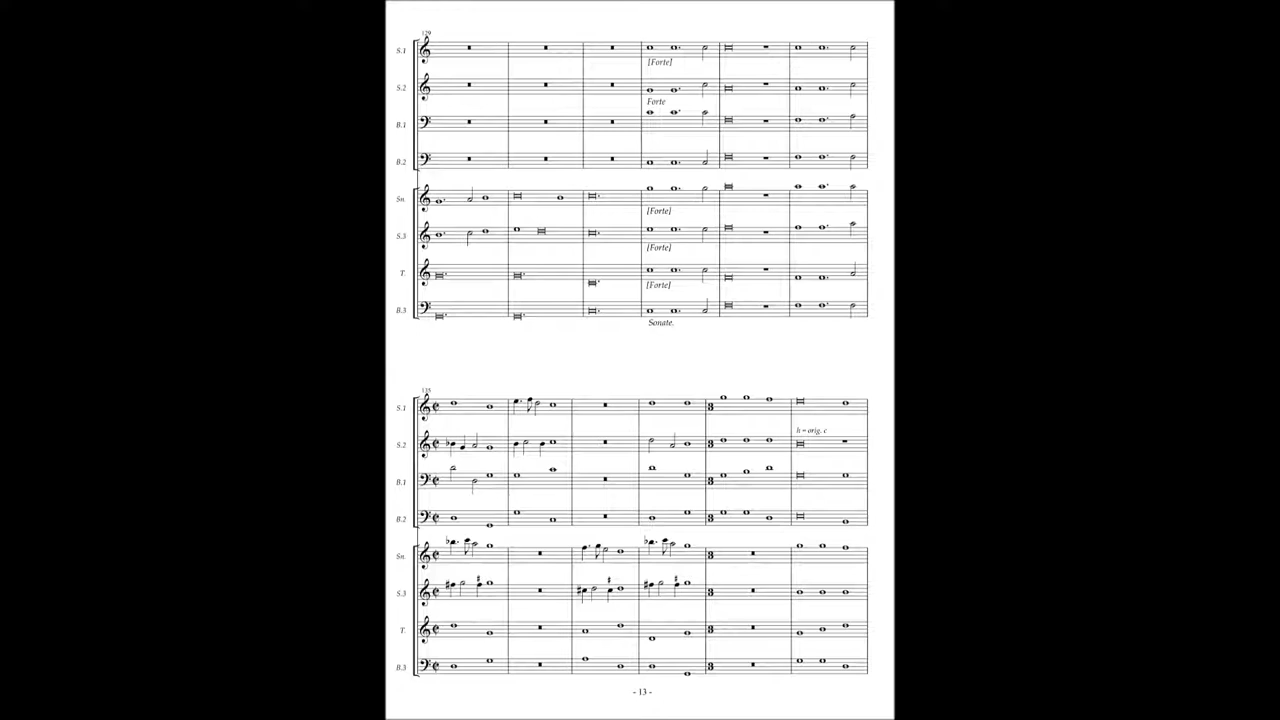 129
S.1
[Forte]
S.2
Forte
B.1
B.2
Sn.
[Forte]
S.3
[Forte]
T.
[Forte]
B.3
Sonate.
135
S.1
S.2
h = orig. c
B.1
B.2
Sn.
S.3
T.
B.3
- 13 -